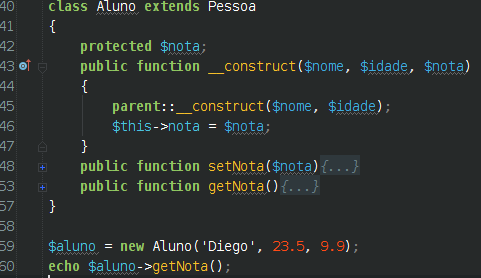 40 class Aluno extends Pessoa
41 {
42 protected $nota;
43 public function __construct($nome, $idade, $nota)
44 {
45 parent::__construct($nome, $idade);
46 $this->nota = $nota;
47 }
48 public function setNota($nota){...}
53 public function getNota(){...}
57 }
59 $aluno = new Aluno('Diego', 23.5, 9.9);
60 echo $aluno->getNota();